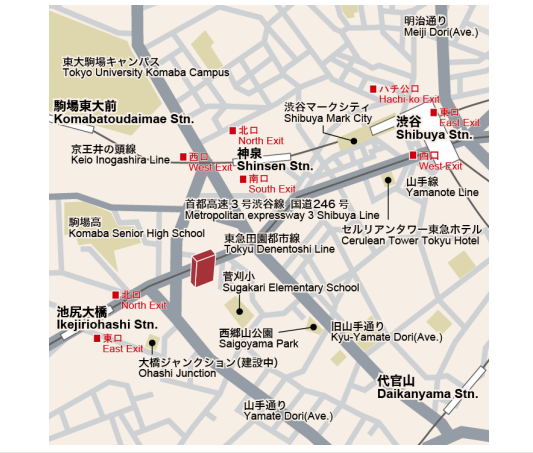 明治通り
Meiji Dori(Ave.)
東大駒場キャンパス
Tokyo University Komaba Campus
ハチ公口
Hachi-ko Exit
駒場東大前
Komabatoudaimae Stn.
渋谷マークシティ
Shibuya Mark City
東口
East Exit
渋谷
Shibuya Stn.
北口
North Exit
京王井の頭線
Keio Inogashira Line
西口
West Exit
神泉
Shinsen Stn.
西口
West Exit
南口
South Exit
山手線
Yamanote Line
首都高速3号渋谷線 国道246号
Metropolitan expressway 3 Shibuya Line
駒場高
Komaba Senior High School
セルリアンタワー東急ホテル
Cerulean Tower Tokyu Hotel
東急田園都市線
Tokyu Denentoshi Line
菅刈小
Sugakari Elementary School
北口
North Exit
池尻大橋
Ikejiriohashi Stn.
東口
East Exit
西郷山公園
Saigoyama Park
旧山手通り
Kyu-Yamate Dori(Ave.)
大橋ジャンクション(建設中)
Ohashi Junction
代官山
Daikanyama Stn.
山手通り
Yamate Dori(Ave.)